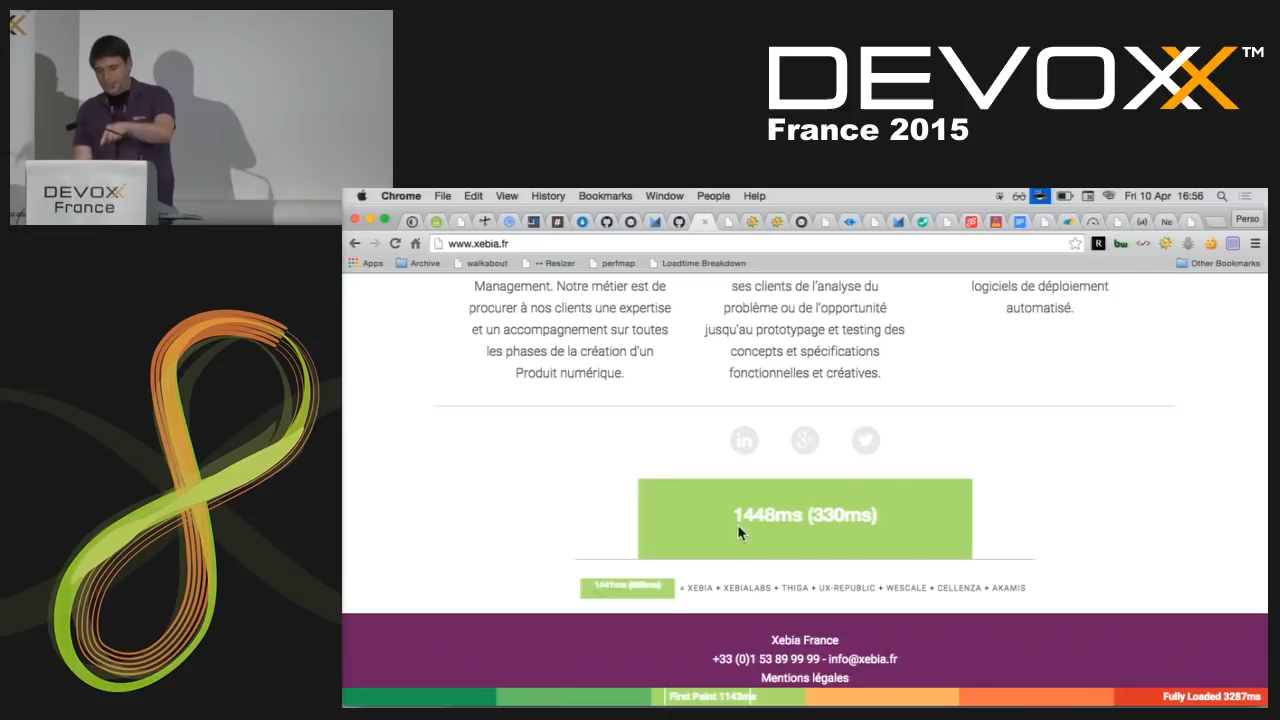 DEVOXX™
France 2015
DEVOXX
France
Chrome File Edit View History Bookmarks Window People Help
Fri 10 Apr 16:56
Perso
www.xebia.fr
Apps Archive walkabout ↔ Resizer perfmap Loadtime Breakdown Other Bookmarks
Management. Notre métier est de
procurer à nos clients une expertise
et un accompagnement sur toutes
les phases de la création d'un
Produit numérique.
ses clients de l'analyse du
problème ou de l'opportunité
jusqu'au prototypage et testing des
concepts et spécifications
fonctionnelles et créatives.
logiciels de déploiement
automatisé.
in g+
1448ms (330ms)
= XEBIA + XEBIALABS + THIGA + UX-REPUBLIC + WESCALE + CELLENZA + AKAMIS
Xebia France
+33 (0)1 53 89 99 99 - info@xebia.fr
Mentions légales
First Paint 1143ms
Fully Loaded 3287ms